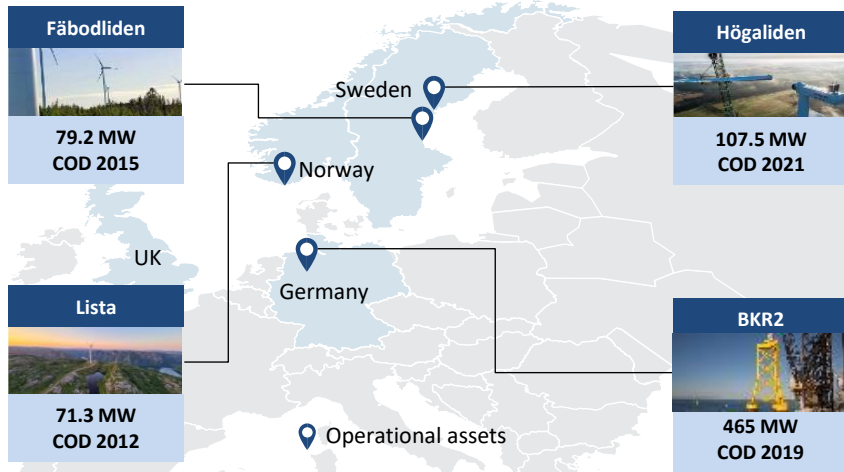 Fäbodliden
79.2 MW
COD 2015
Högaliden
107.5 MW
COD 2021
Sweden
Norway
UK
Germany
Lista
71.3 MW
COD 2012
BKR2
465 MW
COD 2019
Operational assets